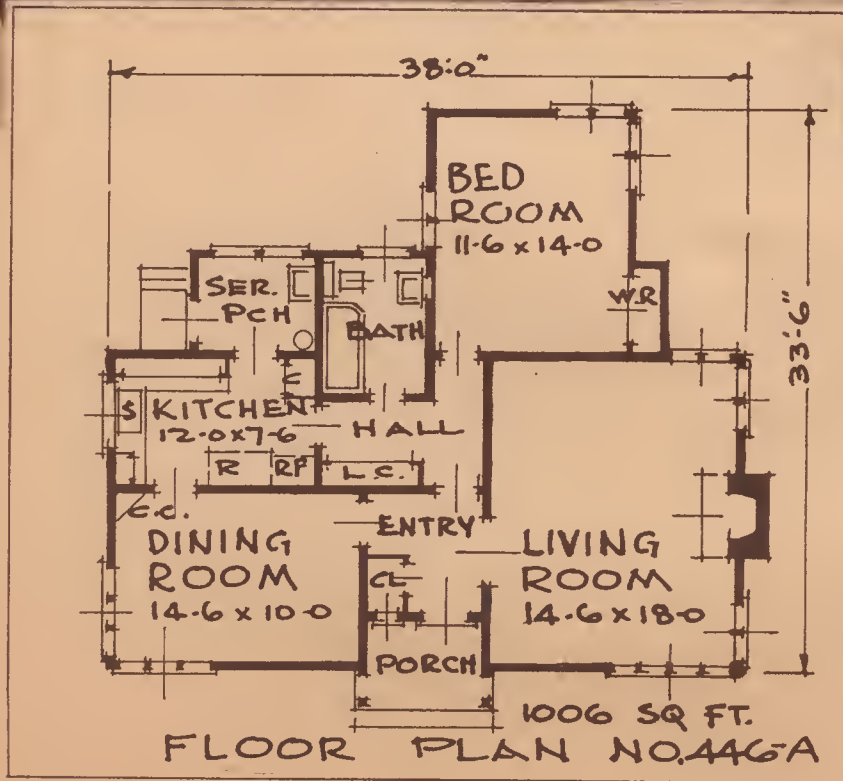 38'-0"
BED
ROOM
11-6 x 14-0
W.R
33'-6"
SER.
PCH
BATH
C
S
KITCHEN
12-0x7-6
HALL
R
RF
L.C.
C.C.
ENTRY
DINING
ROOM
14-6 x 10-0
CL
LIVING
ROOM
14-6 x 18-0
PORCH
1006 SQ FT.
FLOOR PLAN NO.446-A